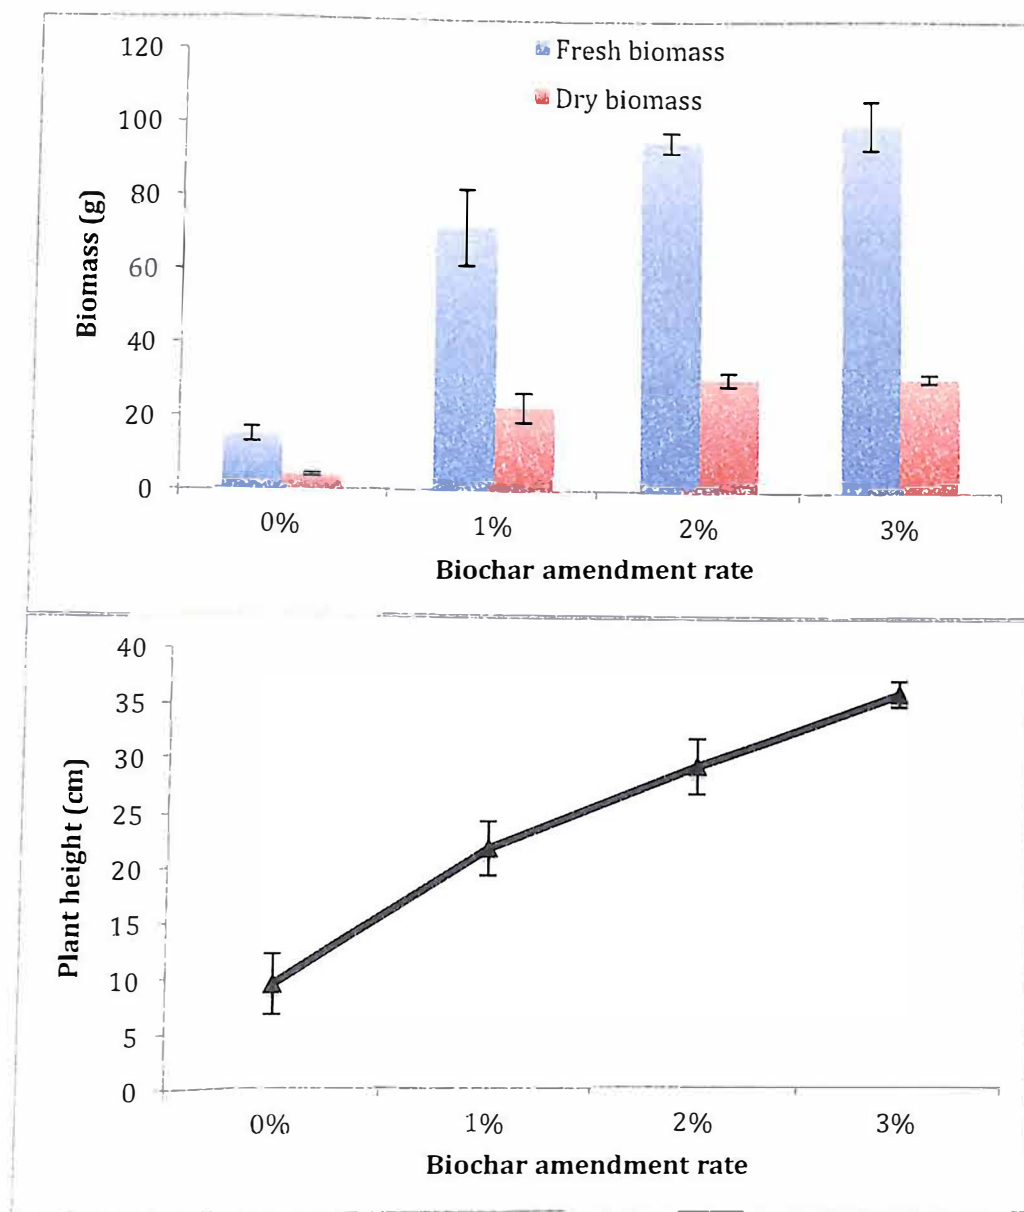 120
100
80
60
40
20
0
Biomass (g)
Fresh biomass
Dry biomass
0% 1% 2% 3%
Biochar amendment rate
40
35
30
25
20
15
10
5
0
Plant height (cm)
0% 1% 2% 3%
Biochar amendment rate